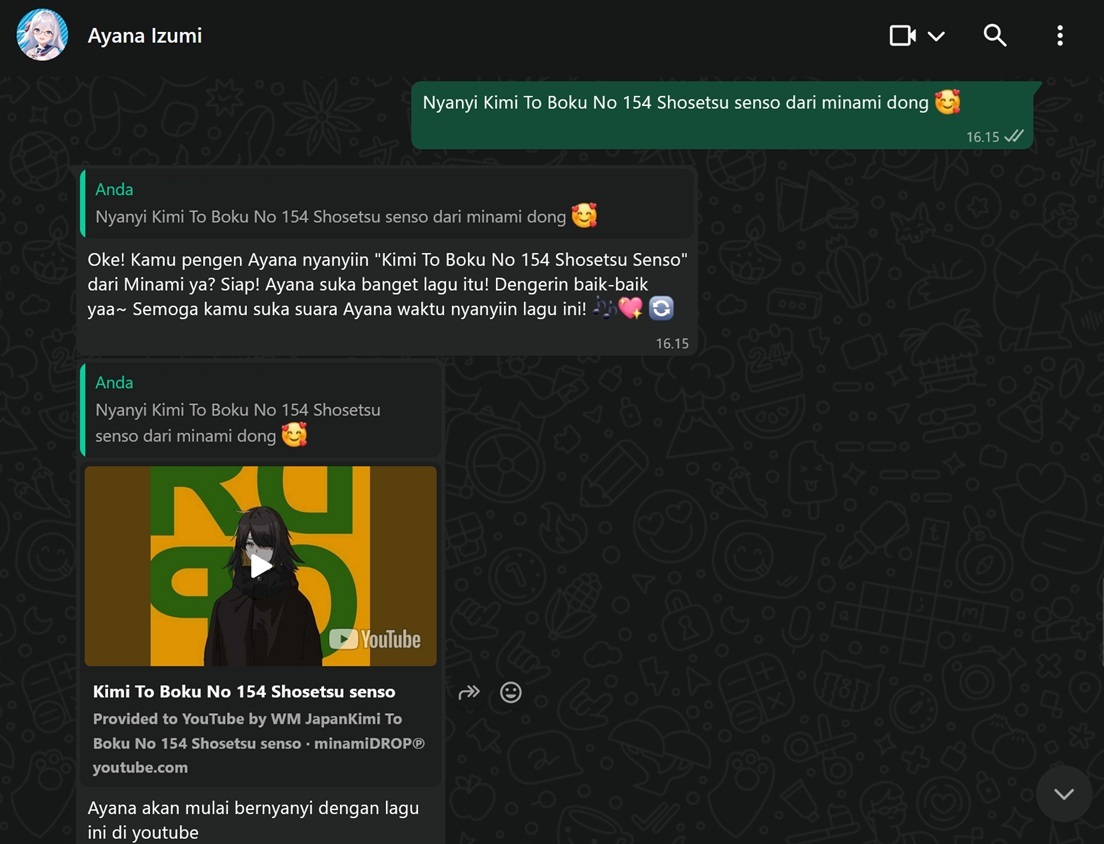 Ayana Izumi
Nyanyi Kimi To Boku No 154 Shosetsu senso dari minami dong 🥰
16.15
Anda
Nyanyi Kimi To Boku No 154 Shosetsu senso dari minami dong 🥰
Oke! Kamu pengen Ayana nyanyiin "Kimi To Boku No 154 Shosetsu Senso"
dari Minami ya? Siap! Ayana suka banget lagu itu! Dengerin baik-baik
yaa~ Semoga kamu suka suara Ayana waktu nyanyiin lagu ini! 🎶💖🔄
16.15
Anda
Nyanyi Kimi To Boku No 154 Shosetsu
senso dari minami dong 🥰
YouTube
Kimi To Boku No 154 Shosetsu senso
Provided to YouTube by WM JapanKimi To
Boku No 154 Shosetsu senso · minamiDROP℗
youtube.com
Ayana akan mulai bernyanyi dengan lagu
ini di youtube